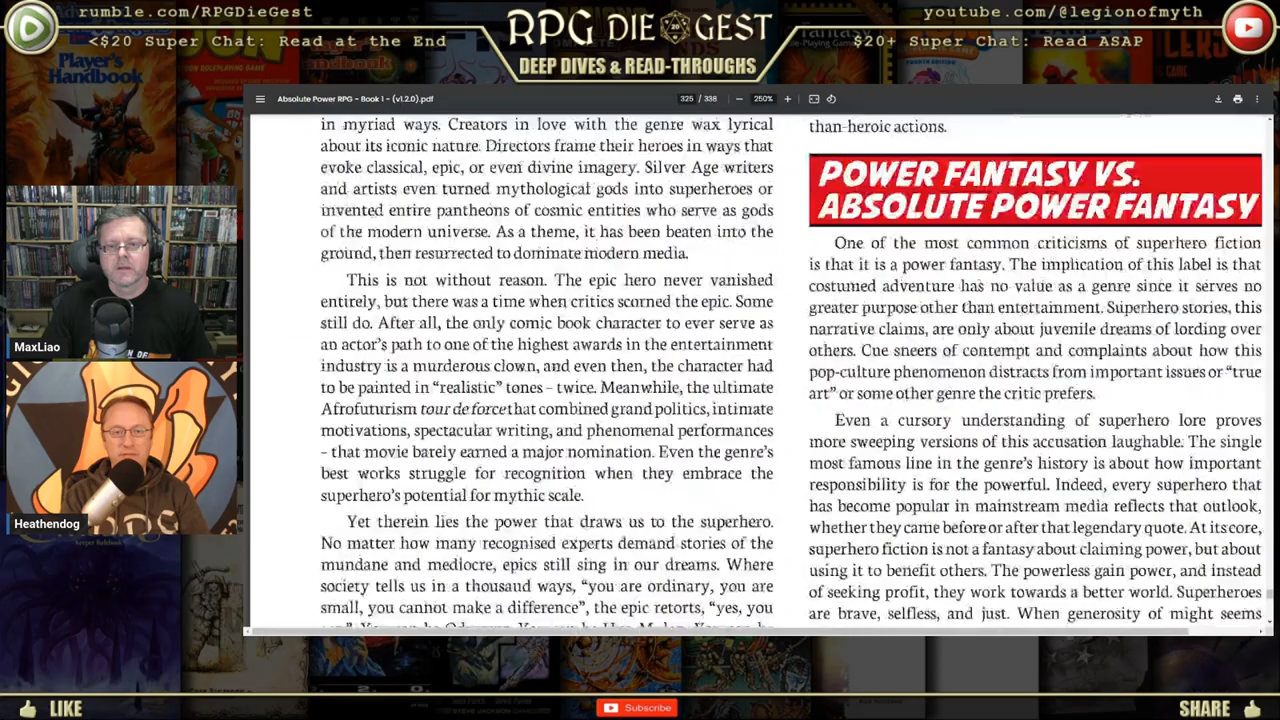 rumble.com/RPGDieGest
<$20 Super Chat: Read at the End
RPG DIE GEST
DEEP DIVES & READ-THROUGHS
youtube.com/@legionofmyth
$20+ Super Chat: Read ASAP
Player's
Handbook
Absolute Power RPG - Book 1 - (v1.2.0).pdf
325 / 338
250%
in myriad ways. Creators in love with the genre wax lyrical
about its iconic nature. Directors frame their heroes in ways that
evoke classical, epic, or even divine imagery. Silver Age writers
and artists even turned mythological gods into superheroes or
invented entire pantheons of cosmic entities who serve as gods
of the modern universe. As a theme, it has been beaten into the
ground, then resurrected to dominate modern media.
This is not without reason. The epic hero never vanished
entirely, but there was a time when critics scorned the epic. Some
still do. After all, the only comic book character to ever serve as
an actor's path to one of the highest awards in the entertainment
industry is a murderous clown, and even then, the character had
to be painted in “realistic” tones – twice. Meanwhile, the ultimate
Afrofuturism tour de force that combined grand politics, intimate
motivations, spectacular writing, and phenomenal performances
– that movie barely earned a major nomination. Even the genre's
best works struggle for recognition when they embrace the
superhero's potential for mythic scale.
Yet therein lies the power that draws us to the superhero.
No matter how many recognised experts demand stories of the
mundane and mediocre, epics still sing in our dreams. Where
society tells us in a thousand ways, “you are ordinary, you are
small, you cannot make a difference”, the epic retorts, “yes, you
than-heroic actions.
POWER FANTASY VS.
ABSOLUTE POWER FANTASY
One of the most common criticisms of superhero fiction
is that it is a power fantasy. The implication of this label is that
costumed adventure has no value as a genre since it serves no
greater purpose other than entertainment. Superhero stories, this
narrative claims, are only about juvenile dreams of lording over
others. Cue sneers of contempt and complaints about how this
pop-culture phenomenon distracts from important issues or “true
art” or some other genre the critic prefers.
Even a cursory understanding of superhero lore proves
more sweeping versions of this accusation laughable. The single
most famous line in the genre's history is about how important
responsibility is for the powerful. Indeed, every superhero that
has become popular in mainstream media reflects that outlook,
whether they came before or after that legendary quote. At its core,
superhero fiction is not a fantasy about claiming power, but about
using it to benefit others. The powerless gain power, and instead
of seeking profit, they work towards a better world. Superheroes
are brave, selfless, and just. When generosity of might seems
MaxLiao
Heathendog
LIKE
Subscribe
SHARE